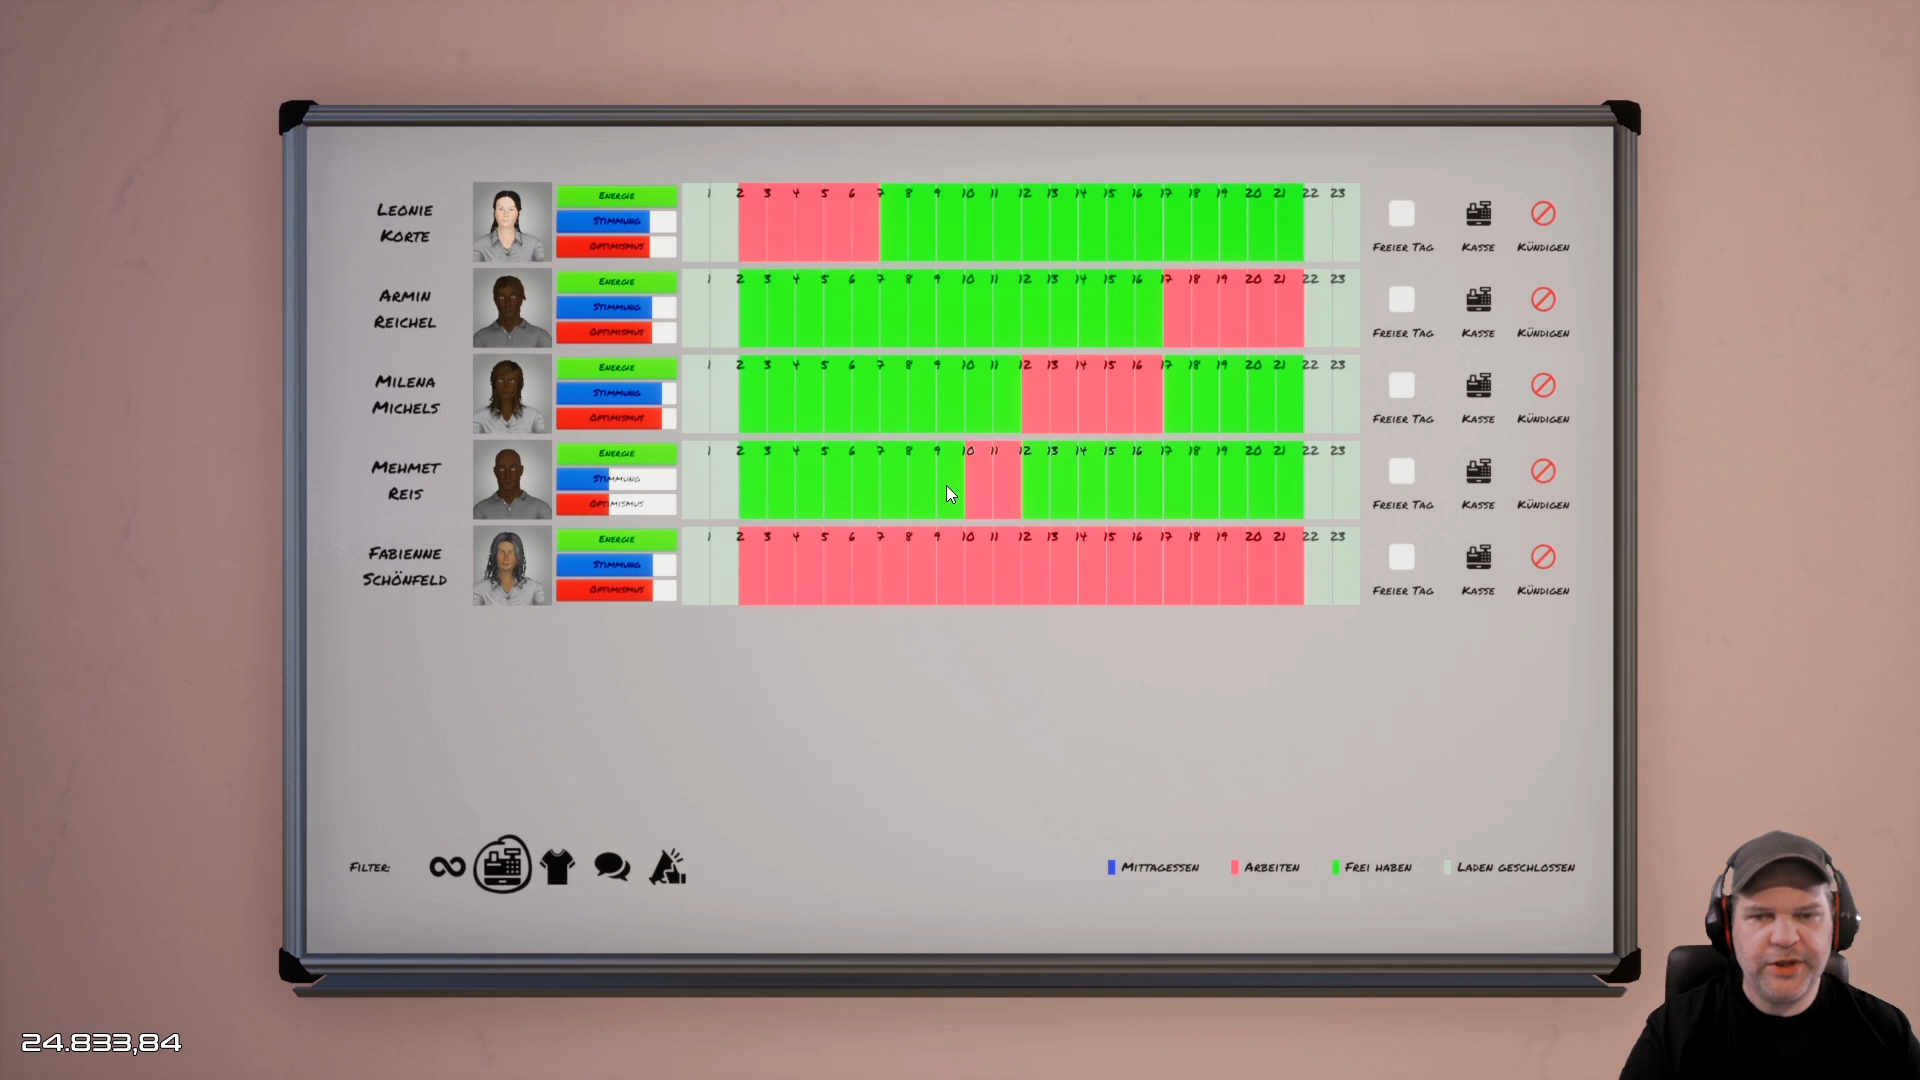 Leonie
Korte
Energie
Stimmung
Optimismus
1 2 3 4 5 6 7 8 9 10 11 12 13 14 15 16 17 18 19 20 21 22 23
Freier Tag Kasse Kündigen
Armin
Reichel
Energie
Stimmung
Optimismus
1 2 3 4 5 6 7 8 9 10 11 12 13 14 15 16 17 18 19 20 21 22 23
Freier Tag Kasse Kündigen
Milena
Michels
Energie
Stimmung
Optimismus
1 2 3 4 5 6 7 8 9 10 11 12 13 14 15 16 17 18 19 20 21 22 23
Freier Tag Kasse Kündigen
Mehmet
Reis
Energie
Stimmung
Optimismus
1 2 3 4 5 6 7 8 9 10 11 12 13 14 15 16 17 18 19 20 21 22 23
Freier Tag Kasse Kündigen
Fabienne
Schönfeld
Energie
Stimmung
Optimismus
1 2 3 4 5 6 7 8 9 10 11 12 13 14 15 16 17 18 19 20 21 22 23
Freier Tag Kasse Kündigen
Filter: Mittagessen Arbeiten Frei haben Laden geschlossen
24.833,84